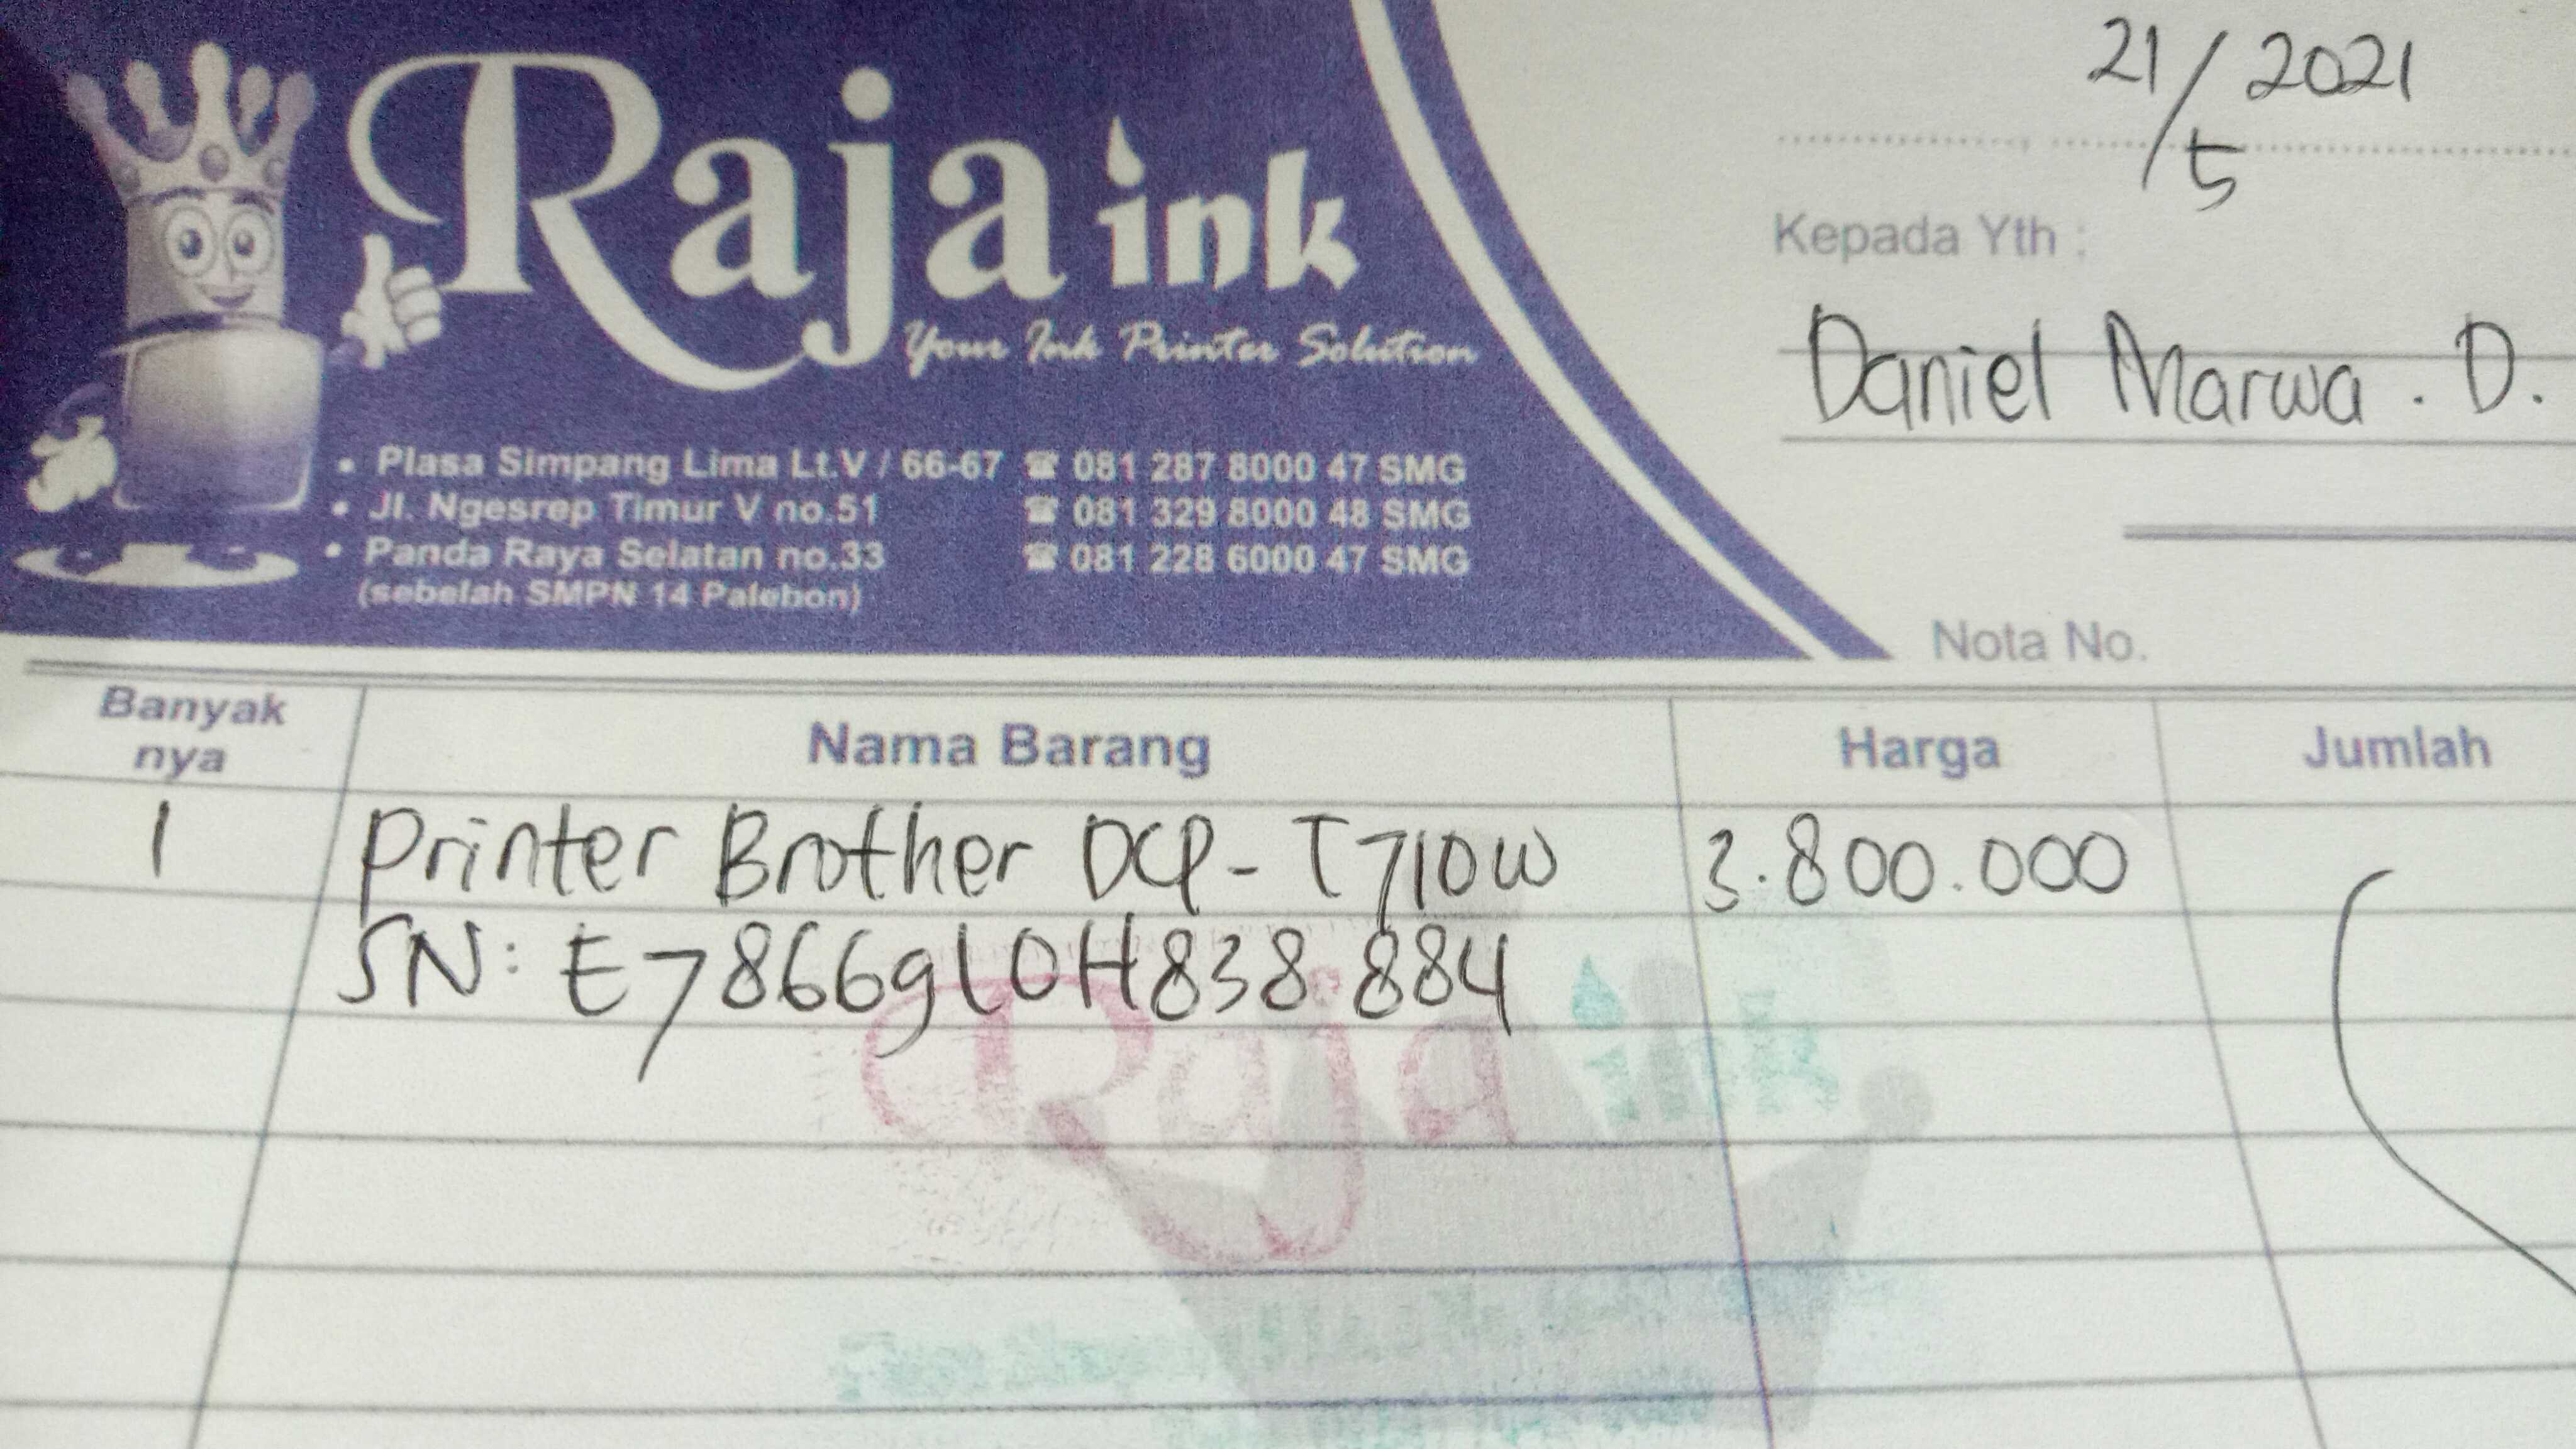 Raja ink
Your Ink Printer Solution
• Plasa Simpang Lima Lt.V / 66-67 ☎ 081 287 8000 47 SMG
• Jl. Ngesrep Timur V no.51 ☎ 081 329 8000 48 SMG
• Panda Raya Selatan no.33 ☎ 081 228 6000 47 SMG
(sebelah SMPN 14 Palebon)
21/5 2021
Kepada Yth :
Daniel Marwa . D.
Nota No.
Banyak nya Nama Barang Harga Jumlah
1 Printer Brother DCP- T710W 3.800.000
SN: E78669L0H838884
Raja ink